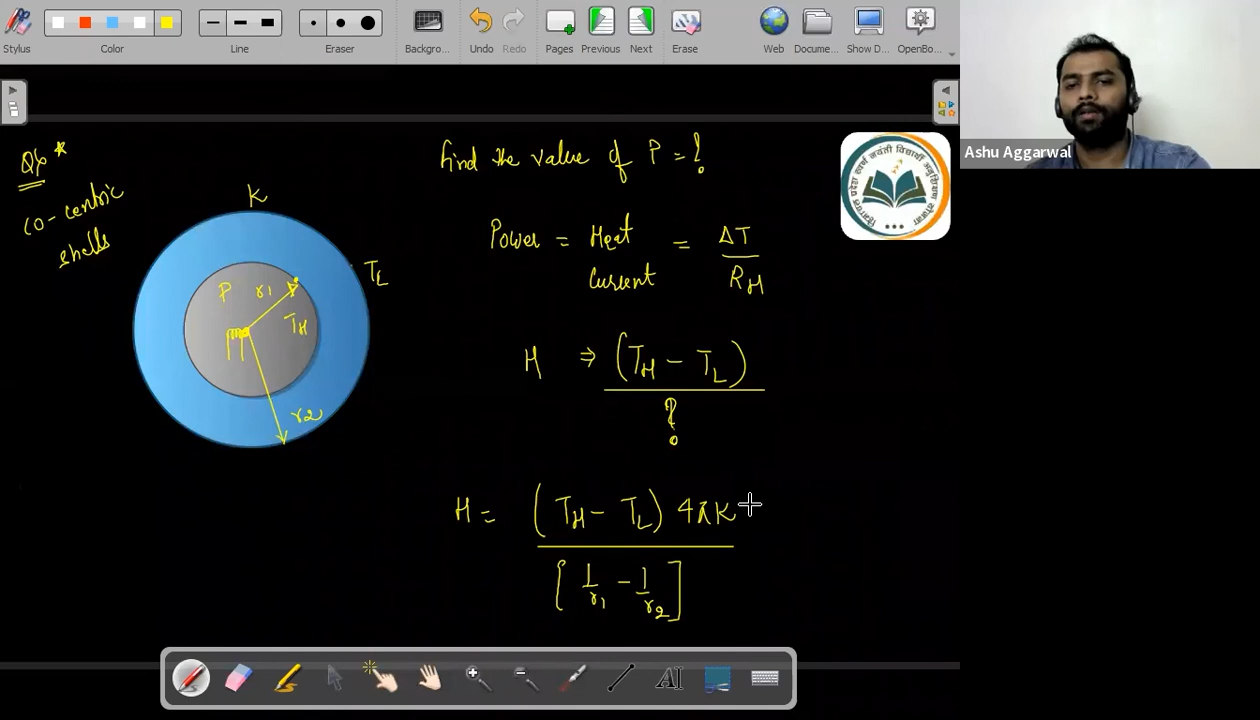 Stylus
Color
Line
Eraser
Backgro...
Undo
Redo
Pages
Previous
Next
Erase
Web
Docume...
Show D...
OpenBo...
Ashu Aggarwal
co-centric
shells
K
TL
P r1
TH
r2
find the value of P = ?
Power = Heat Current = ΔT / RH
H ⇒ (TH - TL) / ?
H = (TH - TL) 4πK / [1/r1 - 1/r2]
AI